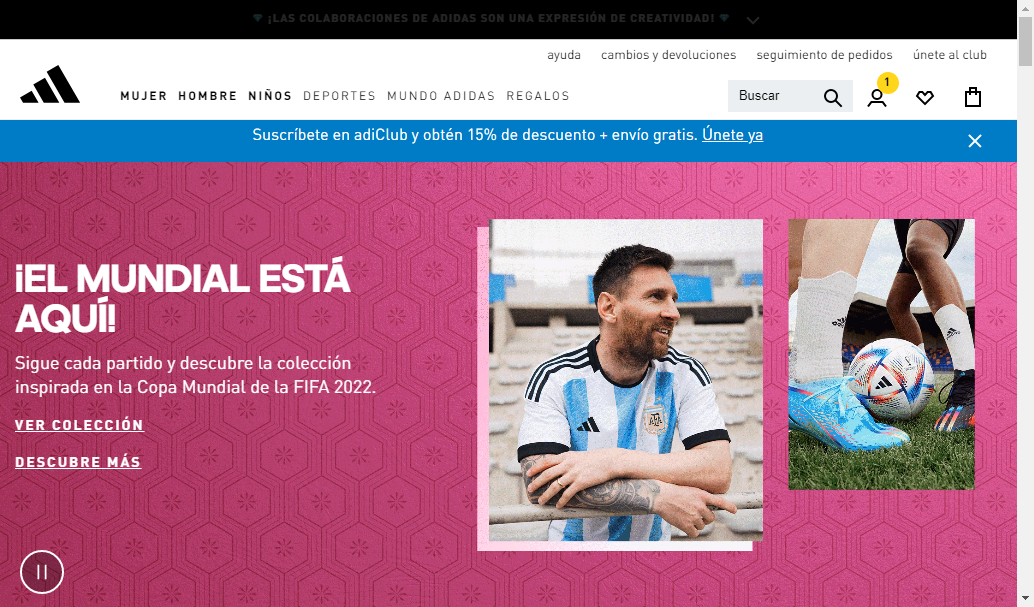 ¡LAS COLABORACIONES DE ADIDAS SON UNA EXPRESIÓN DE CREATIVIDAD!
ayuda cambios y devoluciones seguimiento de pedidos únete al club
1
MUJER HOMBRE NIÑOS DEPORTES MUNDO ADIDAS REGALOS
Buscar
Suscríbete en adiClub y obtén 15% de descuento + envío gratis. Únete ya
¡EL MUNDIAL ESTÁ
AQUÍ!
Sigue cada partido y descubre la colección
inspirada en la Copa Mundial de la FIFA 2022.
VER COLECCIÓN
DESCUBRE MÁS